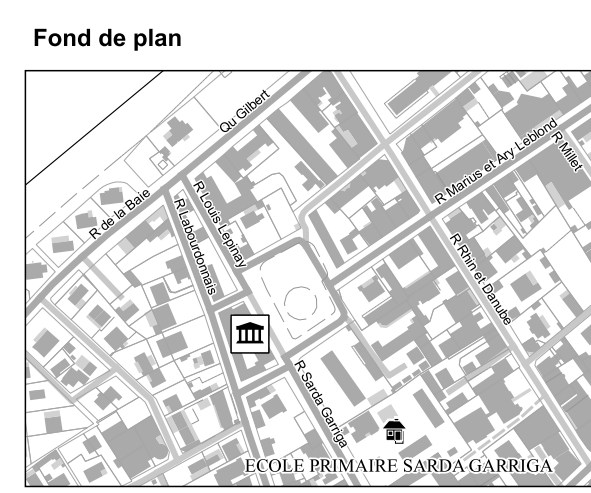 Fond de plan
Qu Gilbert
R Marius et Ary Leblond
R Millet
R de la Baie
R Louis Lepinay
R Labourdonnais
R Rhin et Danube
R Sarda Garriga
ECOLE PRIMAIRE SARDA GARRIGA